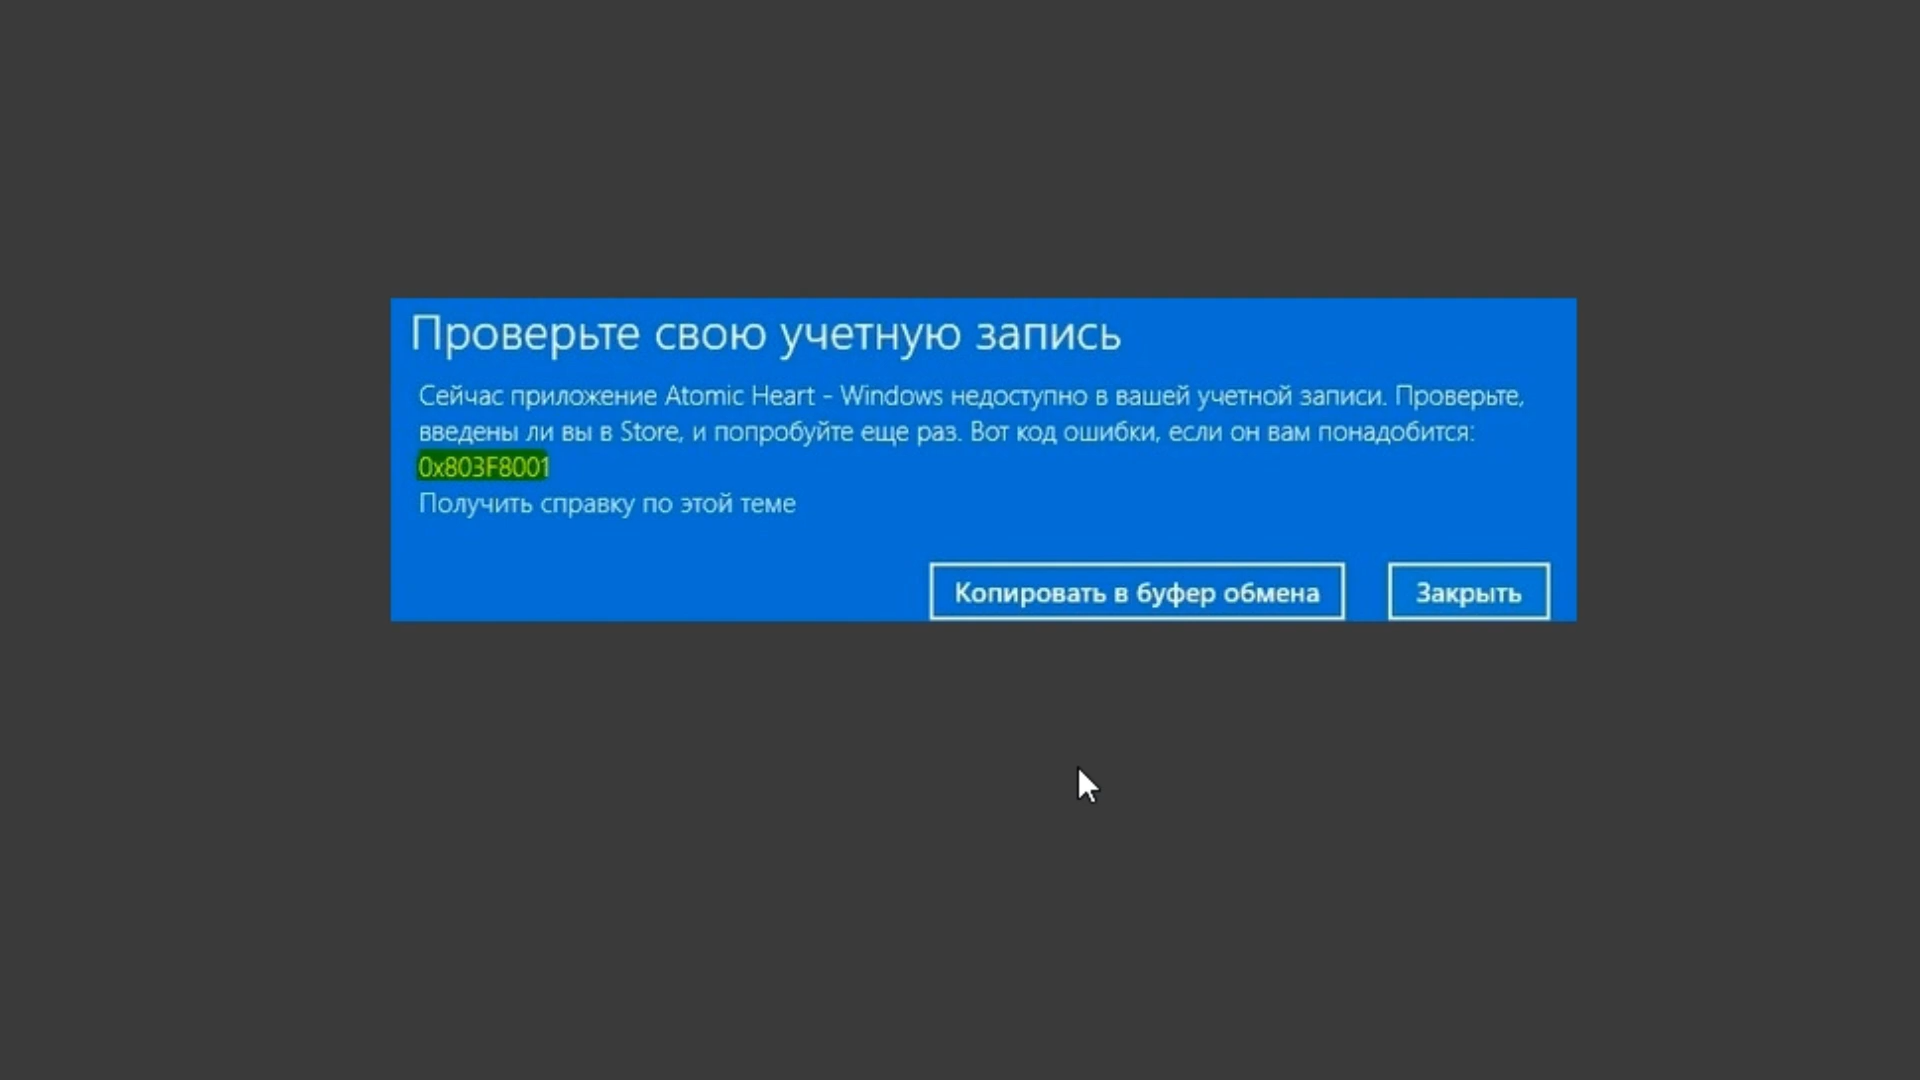 Проверьте свою учетную запись
Сейчас приложение Atomic Heart - Windows недоступно в вашей учетной записи. Проверьте,
введены ли вы в Store, и попробуйте еще раз. Вот код ошибки, если он вам понадобится:
0x803F8001
Получить справку по этой теме
Копировать в буфер обмена
Закрыть